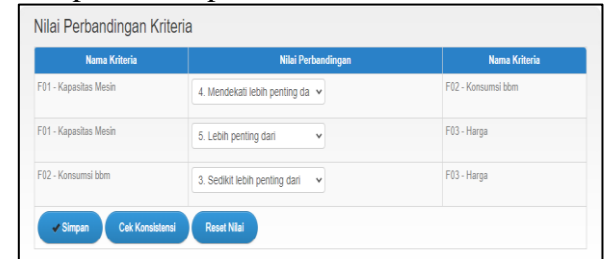 Nilai Perbandingan Kriteria
Nama Kriteria Nilai Perbandingan Nama Kriteria
F01 - Kapasitas Mesin 4. Mendekati lebih penting da F02 - Konsumsi bbm
F01 - Kapasitas Mesin 5. Lebih penting dari F03 - Harga
F02 - Konsumsi bbm 3. Sedikit lebih penting dari F03 - Harga
✔Simpan Cek Konsistensi Reset Nilai